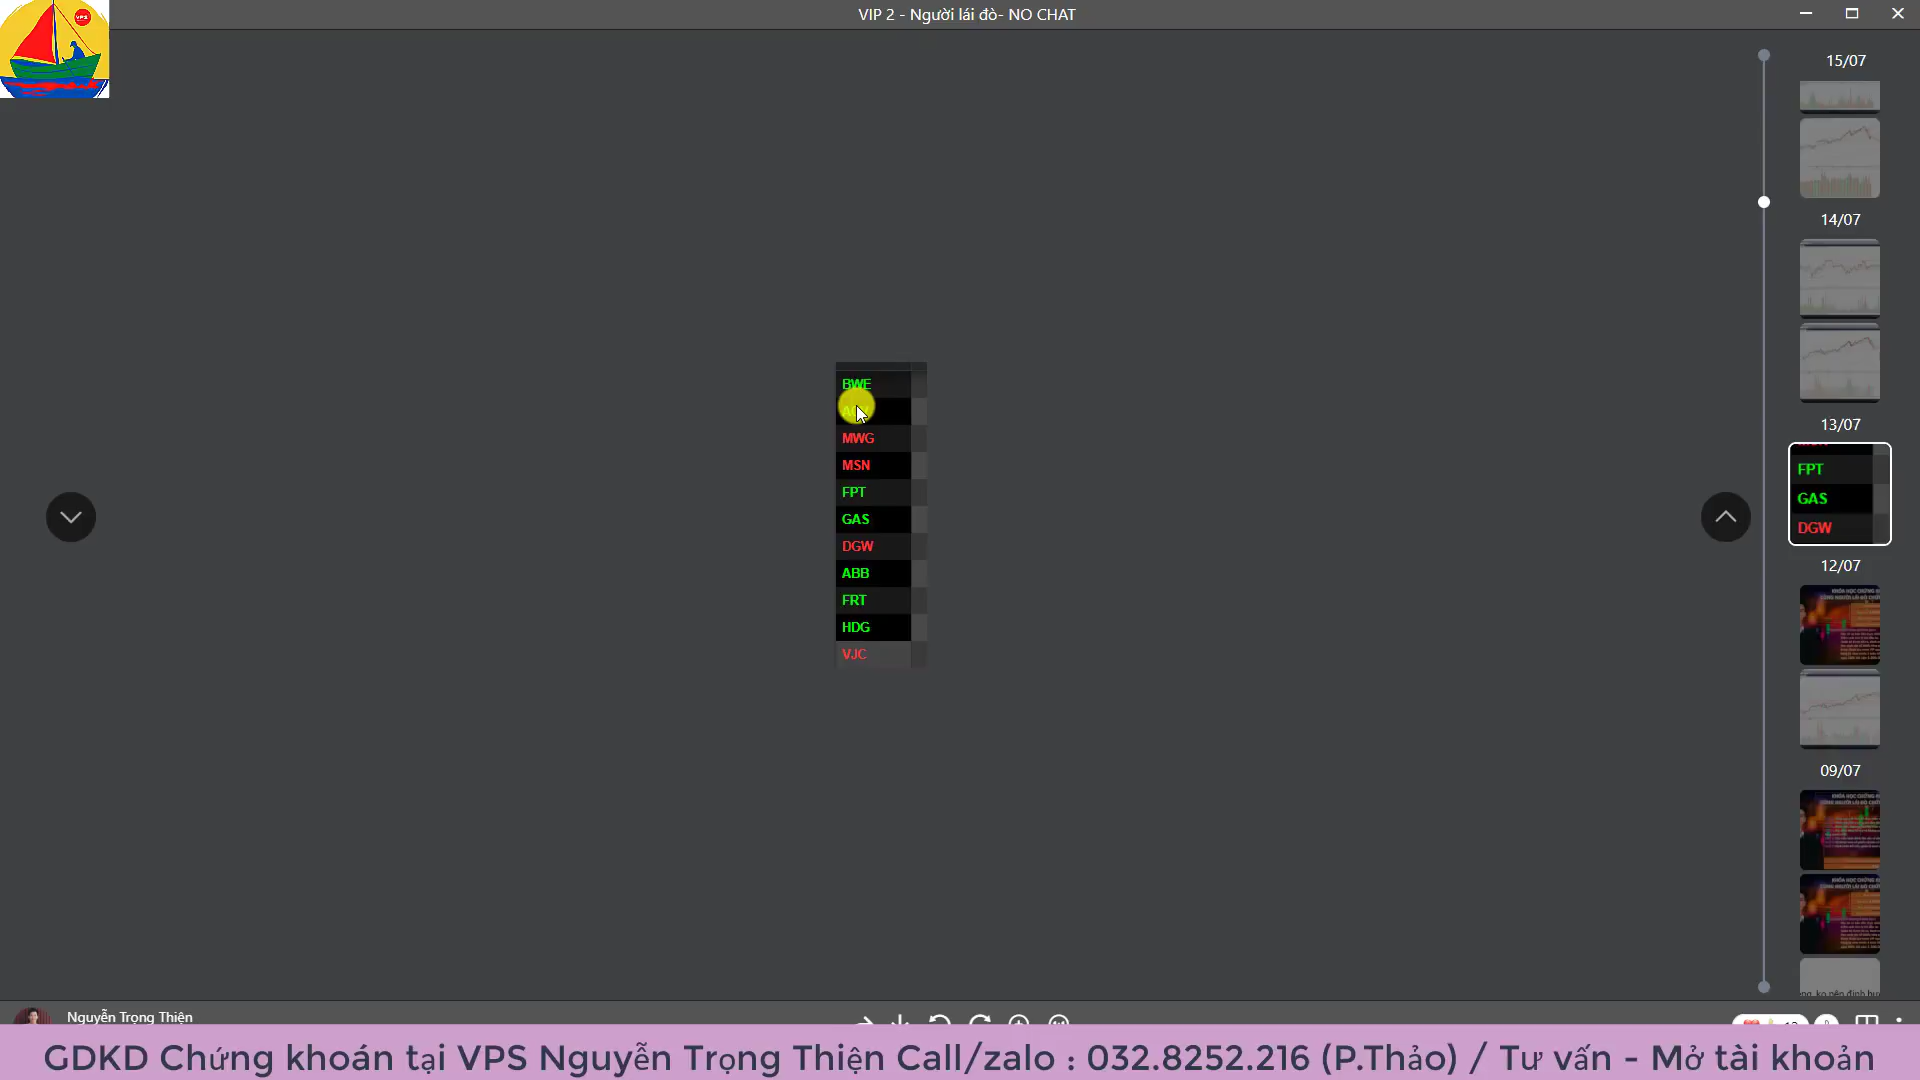 VPS
VIP 2 - Người lái đò- NO CHAT
15/07
14/07
13/07
FPT
GAS
DGW
12/07
09/07
BWE
MWG
MSN
FPT
GAS
DGW
ABB
FRT
HDG
VJC
Nguyễn Trọng Thiện
GDKD Chứng khoán tại VPS Nguyễn Trọng Thiện Call/zalo : 032.8252.216 (P.Thảo) / Tư vấn - Mở tài khoản